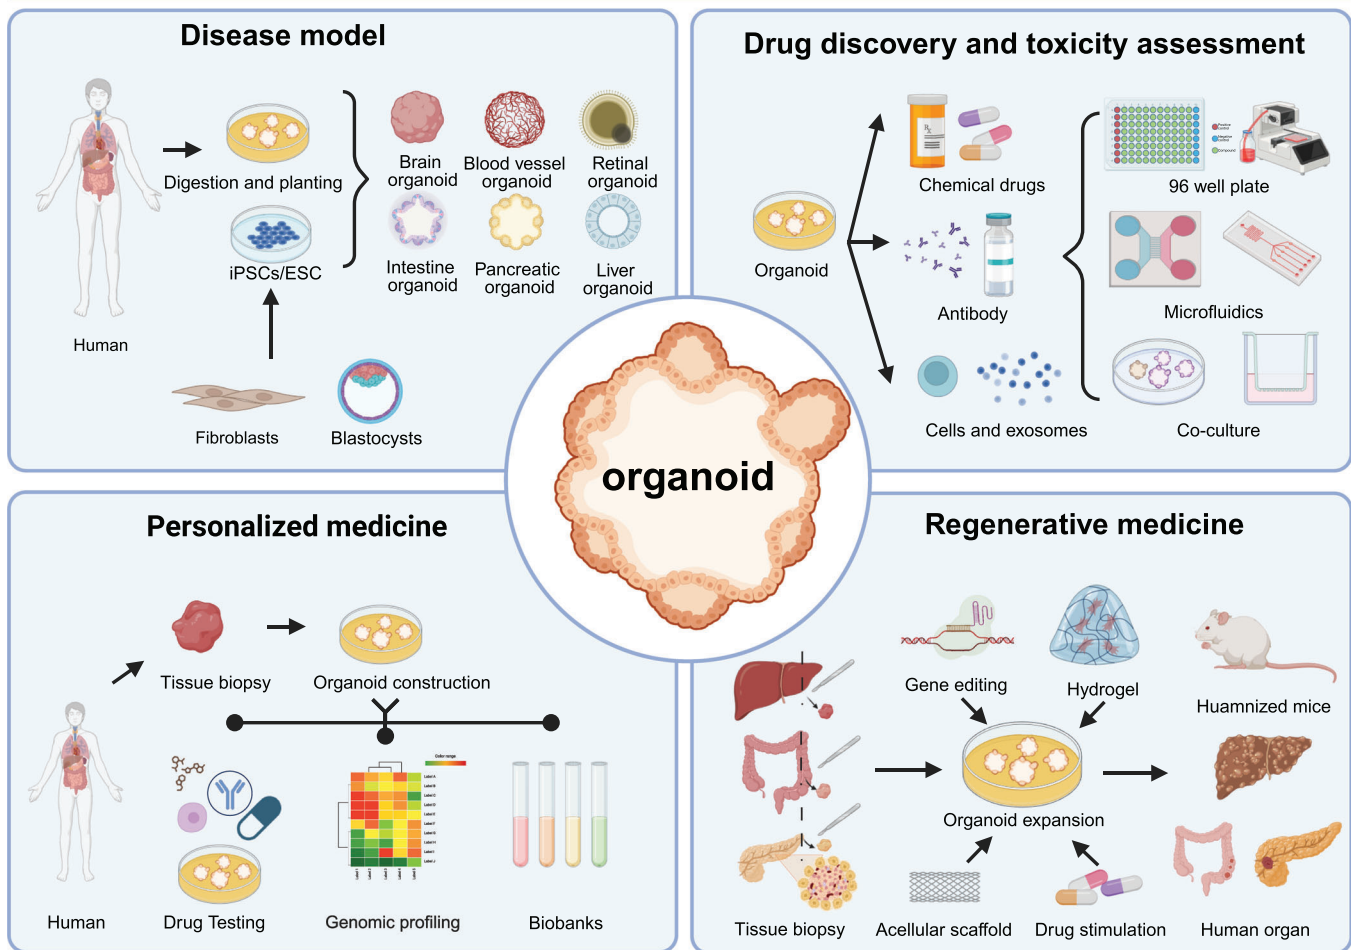 Disease model
Digestion and planting
iPSCs/ESC
Human
Fibroblasts
Blastocysts
Brain
organoid
Blood vessel
organoid
Retinal
organoid
Intestine
organoid
Pancreatic
organoid
Liver
organoid
Drug discovery and toxicity assessment
Organoid
Chemical drugs
Antibody
Cells and exosomes
96 well plate
Microfluidics
Co-culture
organoid
Personalized medicine
Tissue biopsy
Organoid construction
Human
Drug Testing
Genomic profiling
Biobanks
Color range
Regenerative medicine
Gene editing
Hydrogel
Huamnized mice
Organoid expansion
Tissue biopsy
Acellular scaffold
Drug stimulation
Human organ